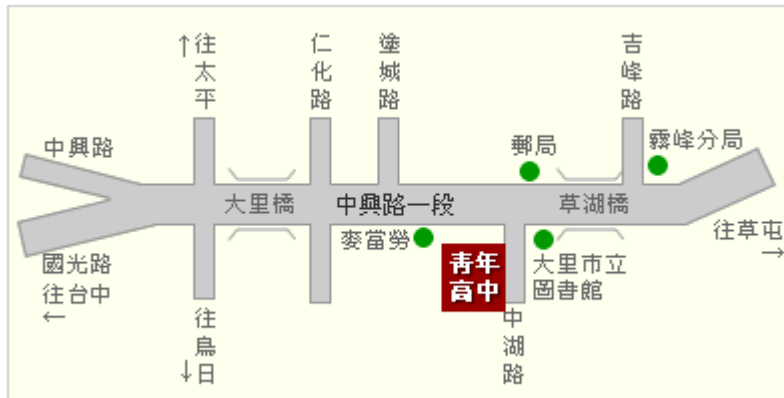 ↑往太平
仁化路
塗城路
吉峰路
中興路
郵局
霧峰分局
大里橋
中興路一段
草湖橋
麥當勞
往草屯
→
國光路
往台中
←
青年
高中
大里市立
圖書館
往烏日↓
中湖路